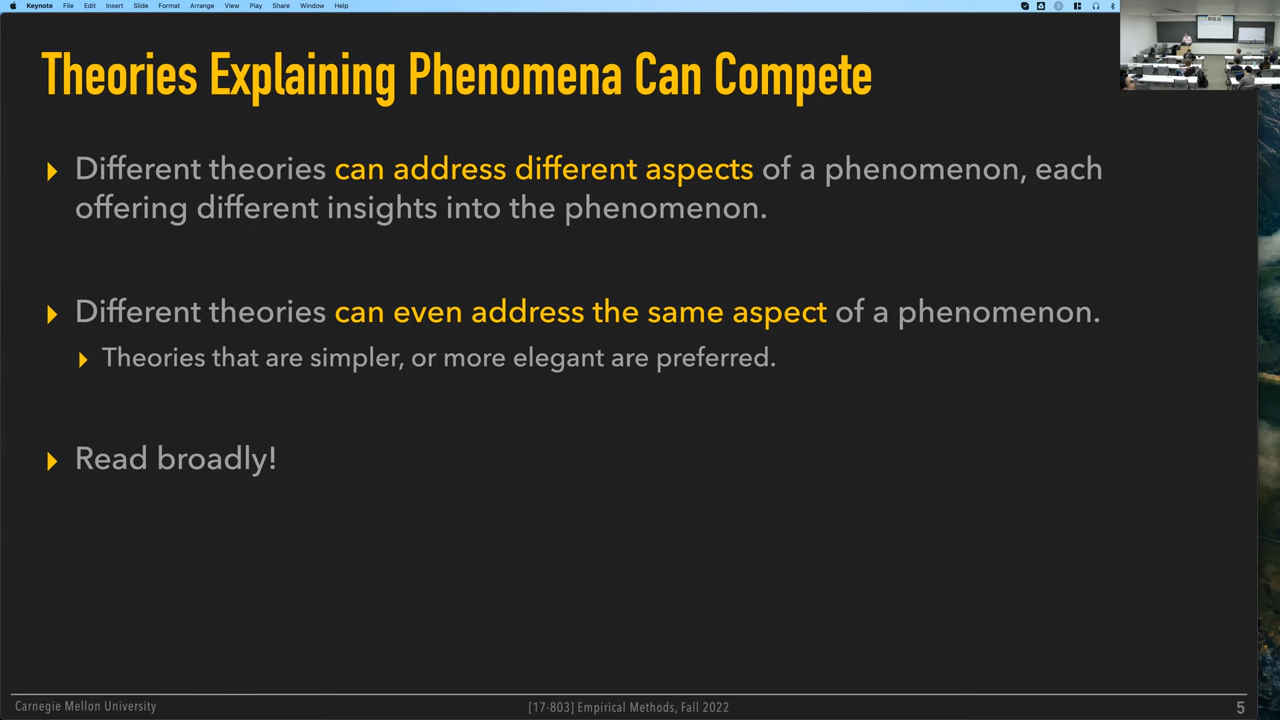 Keynote File Edit Insert Slide Format Arrange View Play Share Window Help
Theories Explaining Phenomena Can Compete
Different theories can address different aspects of a phenomenon, each
offering different insights into the phenomenon.
Different theories can even address the same aspect of a phenomenon.
Theories that are simpler, or more elegant are preferred.
Read broadly!
Carnegie Mellon University
[17-803] Empirical Methods, Fall 2022
5